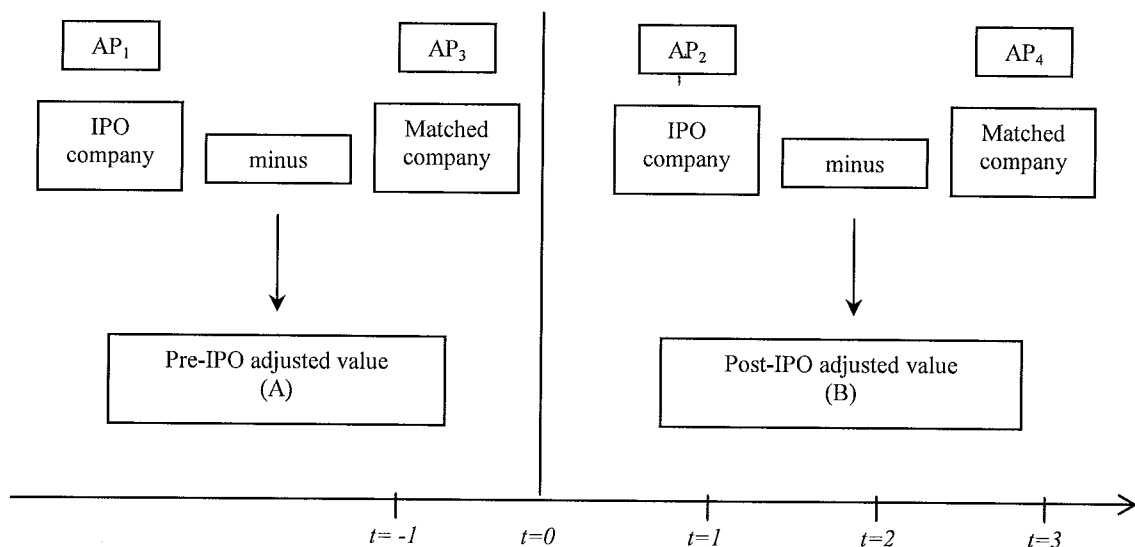 AP₁
AP₃
AP₂
AP₄
IPO
company
minus
Matched
company
IPO
company
minus
Matched
company
Pre-IPO adjusted value
(A)
Post-IPO adjusted value
(B)
t= -1
t=0
t=1
t=2
t=3